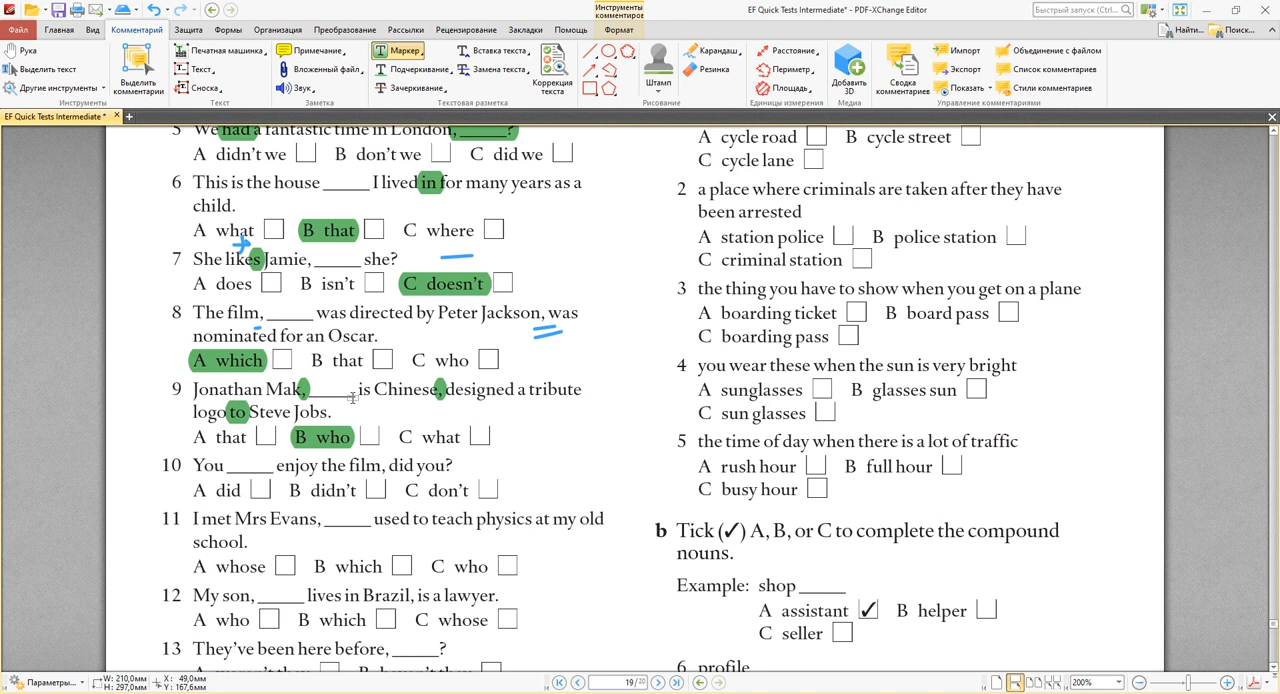 Инструменты
комментиров
EF Quick Tests Intermediate* - PDF-XChange Editor
Быстрый запуск (Ctrl...
Файл Главная Вид Комментарий Защита Формы Организация Преобразование Рассылки Рецензирование Закладки Помощь Формат Найти... Поиск...
Рука
Выделить текст
Другие инструменты
Выделить
комментарии
Инструменты
Печатная машинка
Текст
Сноска
Текст
Примечание
Вложенный файл
Звук
Заметка
Маркер
Подчеркивание
Зачеркивание
Вставка текста
Замена текста
Коррекция
текста
Текстовая разметка
Карандаш
Резинка
Штамп
Рисование
Расстояние
Периметр
Площадь
Единицы измерения
Добавить
3D
Медиа
Сводка
комментариев
Импорт
Экспорт
Показать
Объединение с файлом
Список комментариев
Стили комментариев
Управление комментариями
EF Quick Tests Intermediate *
5 We had a fantastic time in London, _____?
A didn't we B don't we C did we
6 This is the house _____ I lived in for many years as a
child.
A what B that C where
7 She likes Jamie, _____ she?
A does B isn't C doesn't
8 The film, _____ was directed by Peter Jackson, was
nominated for an Oscar.
A which B that C who
9 Jonathan Mak, _____ is Chinese, designed a tribute
logo to Steve Jobs.
A that B who C what
10 You _____ enjoy the film, did you?
A did B didn't C don't
11 I met Mrs Evans, _____ used to teach physics at my old
school.
A whose B which C who
12 My son, _____ lives in Brazil, is a lawyer.
A who B which C whose
13 They've been here before, _____?
A cycle road B cycle street
C cycle lane
2 a place where criminals are taken after they have
been arrested
A station police B police station
C criminal station
3 the thing you have to show when you get on a plane
A boarding ticket B board pass
C boarding pass
4 you wear these when the sun is very bright
A sunglasses B glasses sun
C sun glasses
5 the time of day when there is a lot of traffic
A rush hour B full hour
C busy hour
b Tick (✓) A, B, or C to complete the compound
nouns.
Example: shop _____
A assistant ✓ B helper
C seller
6 profile
Параметры...
W: 210,0мм
H: 297,0мм
X: 49,0мм
Y: 167,6мм
19/20
200%